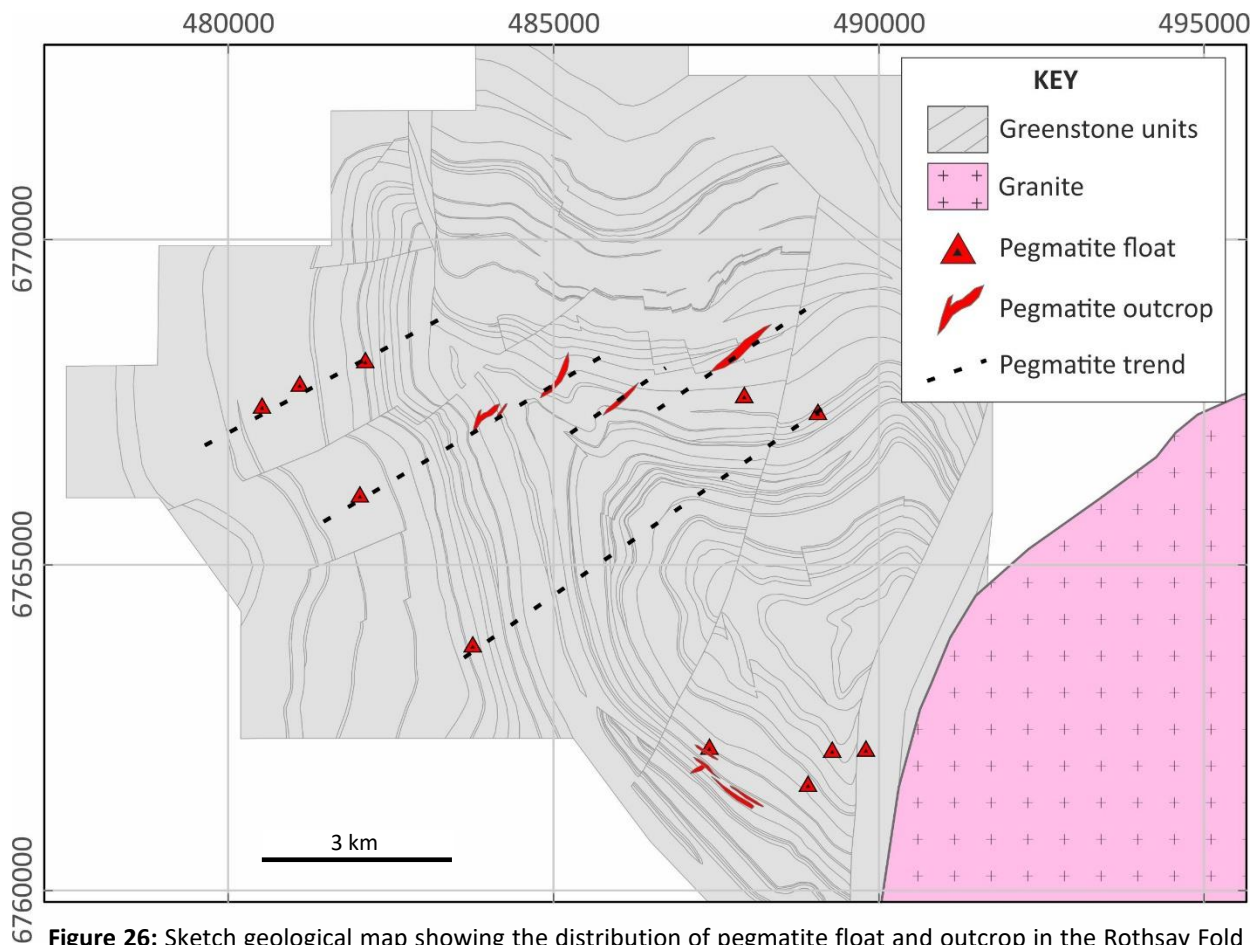 480000 485000 490000 495000
6770000
6765000
6760000
KEY
Greenstone units
Granite
Pegmatite float
Pegmatite outcrop
Pegmatite trend
3 km
Figure 26: Sketch geological map showing the distribution of pegmatite float and outcrop in the Rothsay Fold